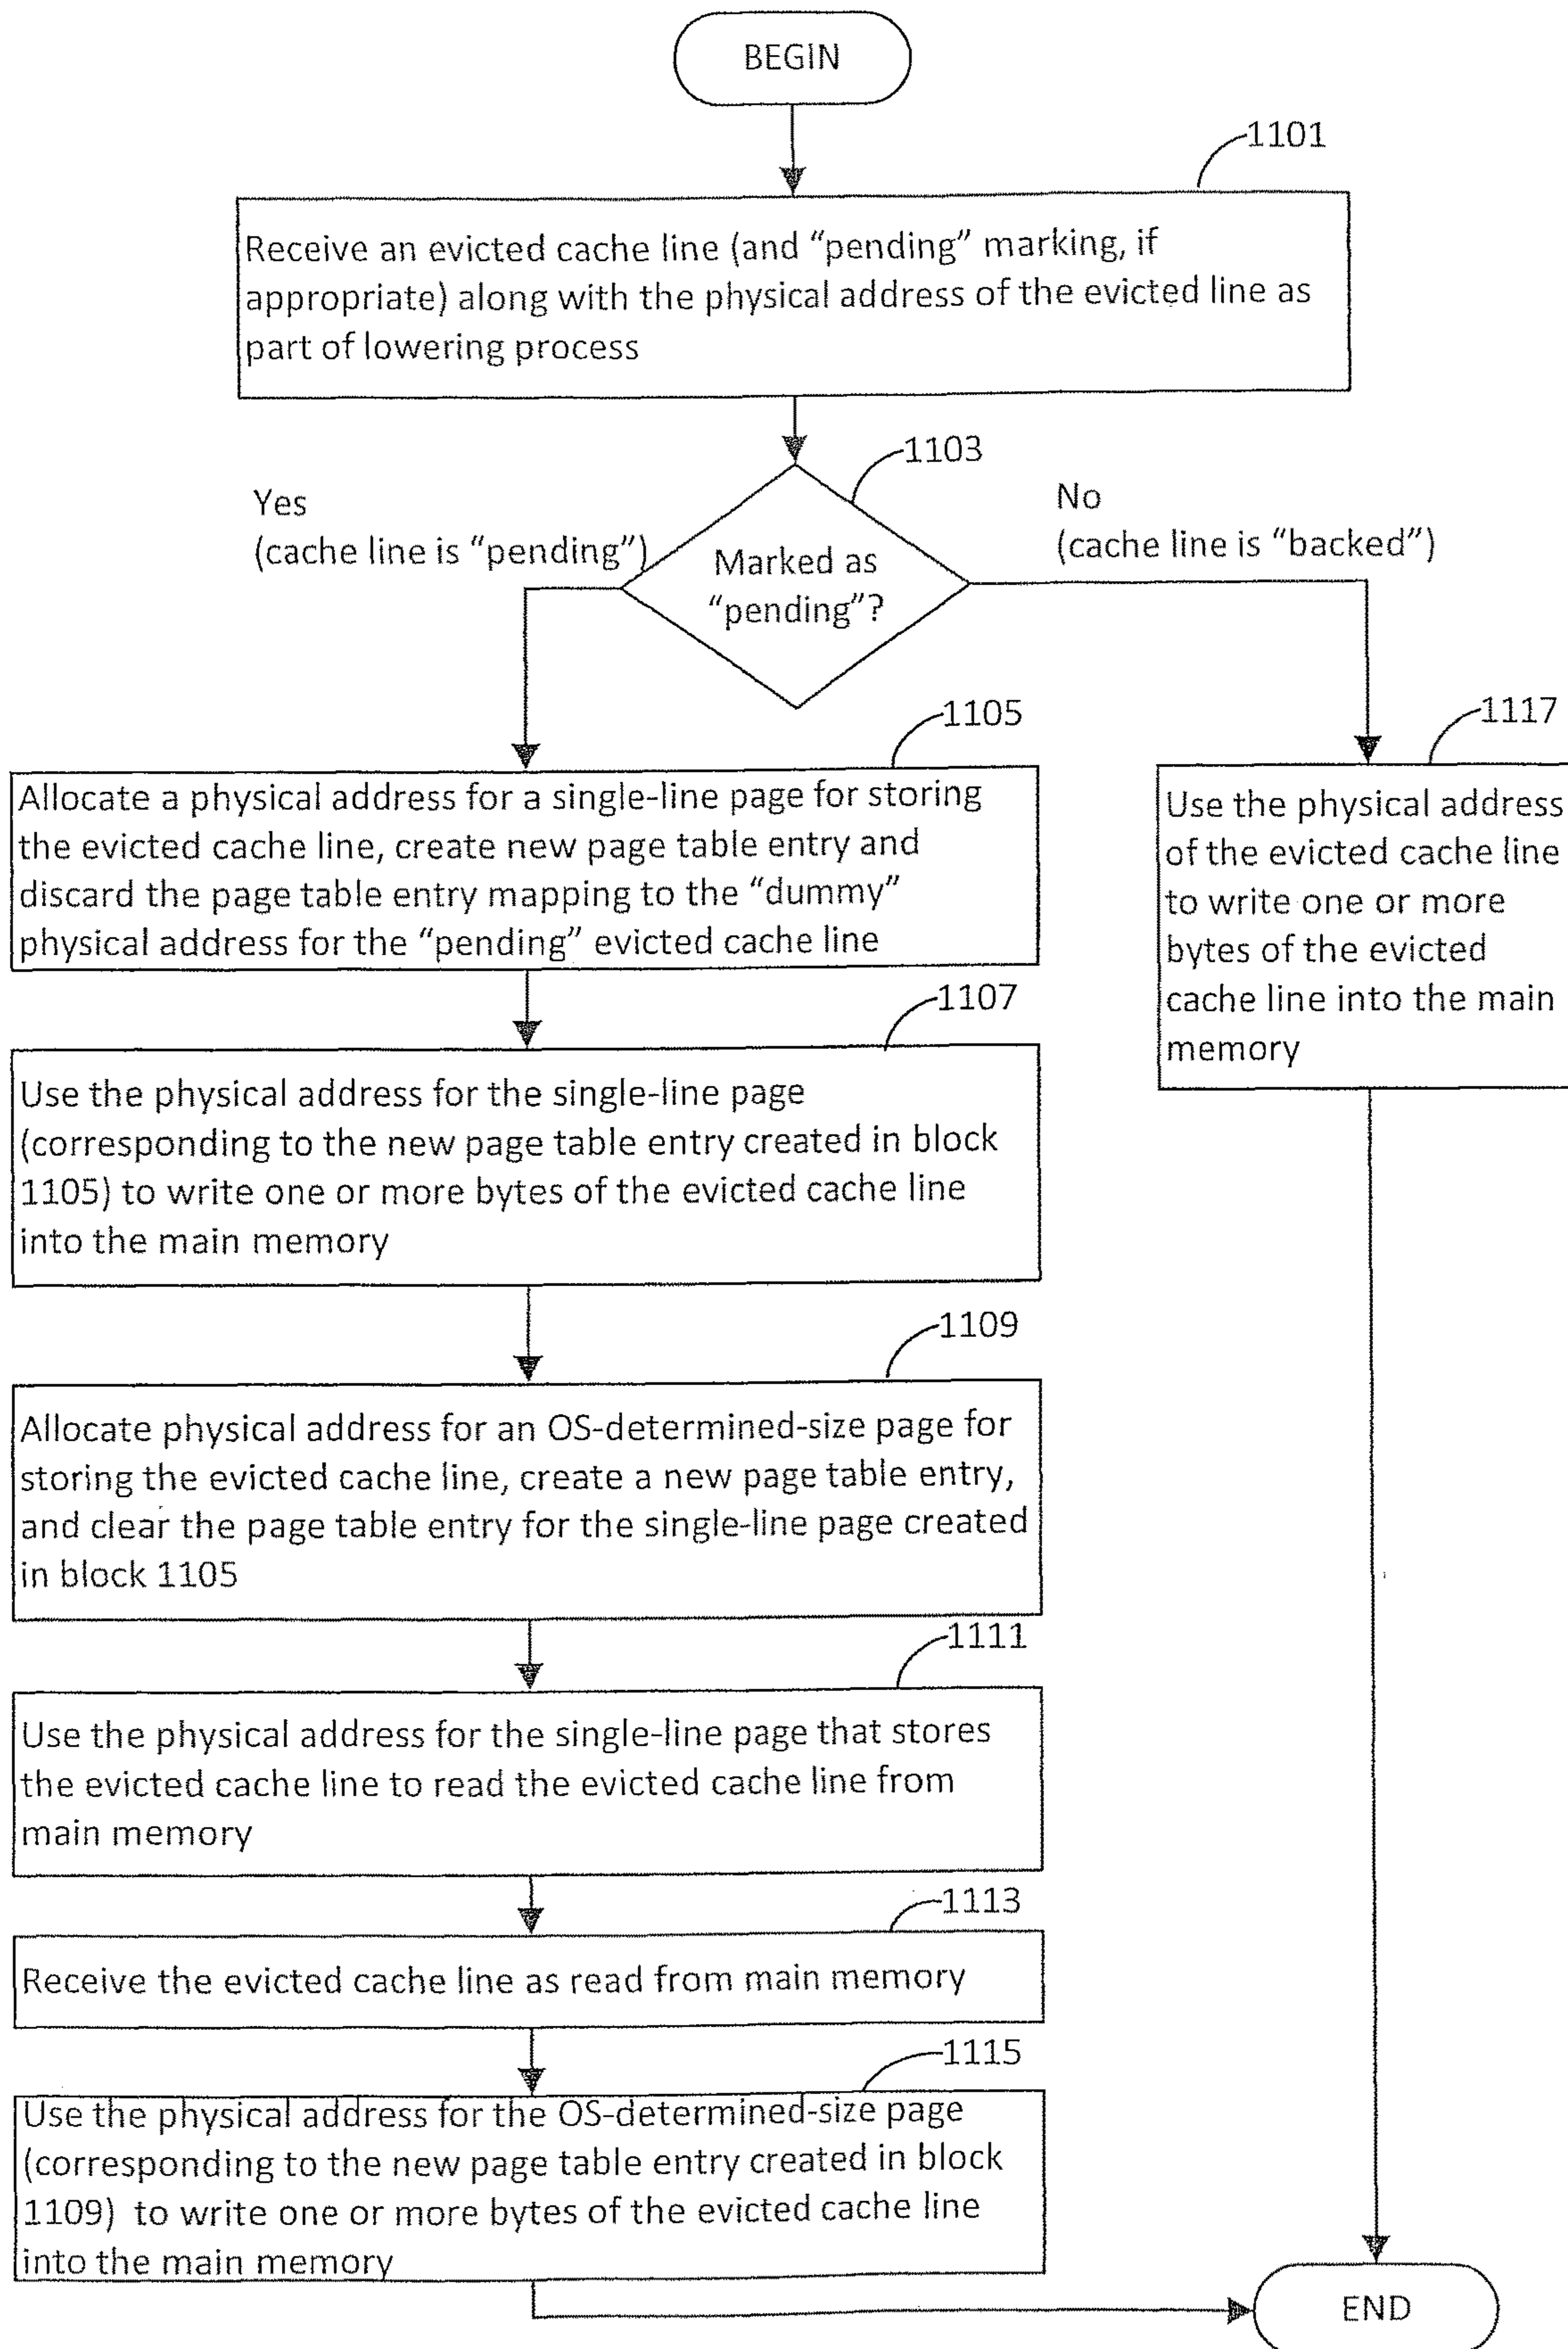 BEGIN
1101
Receive an evicted cache line (and “pending” marking, if
appropriate) along with the physical address of the evicted line as
part of lowering process
1103
Yes
(cache line is “pending”)
No
(cache line is “backed”)
Marked as
“pending”?
1105
Allocate a physical address for a single-line page for storing
the evicted cache line, create new page table entry and
discard the page table entry mapping to the “dummy”
physical address for the “pending” evicted cache line
1117
Use the physical address
of the evicted cache line
to write one or more
bytes of the evicted
cache line into the main
memory
1107
Use the physical address for the single-line page
(corresponding to the new page table entry created in block
1105) to write one or more bytes of the evicted cache line
into the main memory
1109
Allocate physical address for an OS-determined-size page for
storing the evicted cache line, create a new page table entry,
and clear the page table entry for the single-line page created
in block 1105
1111
Use the physical address for the single-line page that stores
the evicted cache line to read the evicted cache line from
main memory
1113
Receive the evicted cache line as read from main memory
1115
Use the physical address for the OS-determined-size page
(corresponding to the new page table entry created in block
1109) to write one or more bytes of the evicted cache line
into the main memory
END